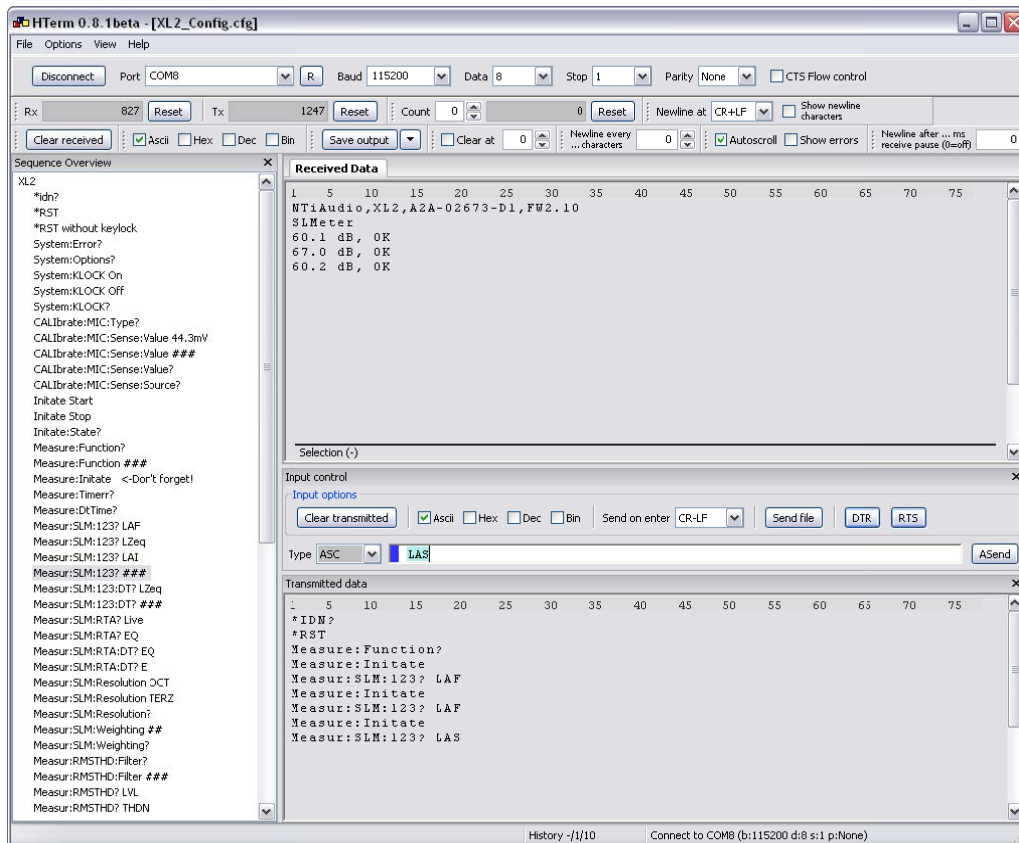 HTerm 0.8.1beta - [XL2_Config.cfg]
File Options View Help
Disconnect Port COM8 R Baud 115200 Data 8 Stop 1 Parity None CTS Flow control
Rx 827 Reset Tx 1247 Reset Count 0 0 Reset Newline at CR+LF Show newline characters
Clear received Ascii Hex Dec Bin Save output Clear at 0 Newline every ... characters 0 Autoscroll Show errors Newline after ... ms receive pause (0=off) 0
Sequence Overview
XL2
*idn?
*RST
*RST without keylock
System:Error?
System:Options?
System:KLOCK On
System:KLOCK Off
System:KLOCK?
CALIbrate:MIC:Type?
CALIbrate:MIC:Sense:Value 44.3mV
CALIbrate:MIC:Sense:Value ###
CALIbrate:MIC:Sense:Value?
CALIbrate:MIC:Sense:Source?
Initate Start
Initate Stop
Initate:State?
Measure:Function?
Measure:Function ###
Measure:Initate <-Don't forget!
Measure:Timerr?
Measure:DtTime?
Measur:SLM:123? LAF
Measur:SLM:123? LZeq
Measur:SLM:123? LAI
Measur:SLM:123? ###
Measur:SLM:123:DT? LZeq
Measur:SLM:123:DT? ###
Measur:SLM:RTA? Live
Measur:SLM:RTA? EQ
Measur:SLM:RTA:DT? EQ
Measur:SLM:RTA:DT? E
Measur:SLM:Resolution OCT
Measur:SLM:Resolution TERZ
Measur:SLM:Resolution?
Measur:SLM:Weighting ##
Measur:SLM:Weighting?
Measur:RMSTHD:Filter?
Measur:RMSTHD:Filter ###
Measur:RMSTHD? LVL
Measur:RMSTHD? THDN
Received Data
1 5 10 15 20 25 30 35 40 45 50 55 60 65 70 75
NTiAudio,XL2,A2A-02673-D1,FW2.10
SLMeter
60.1 dB, OK
67.0 dB, OK
60.2 dB, OK
Selection (-)
Input control
Input options
Clear transmitted Ascii Hex Dec Bin Send on enter CR-LF Send file DTR RTS
Type ASC LAS ASend
Transmitted data
1 5 10 15 20 25 30 35 40 45 50 55 60 65 70 75
*IDN?
*RST
Measure:Function?
Measure:Initate
Measur:SLM:123? LAF
Measure:Initate
Measur:SLM:123? LAF
Measure:Initate
Measur:SLM:123? LAS
History -/1/10 Connect to COM8 (b:115200 d:8 s:1 p:None)